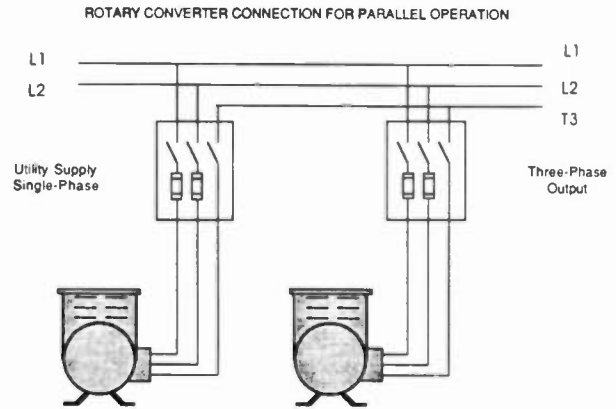 ROTARY CONVERTER CONNECTION FOR PARALLEL OPERATION
L1
L1
L2
L2
T3
Utility Supply
Single-Phase
Three-Phase
Output